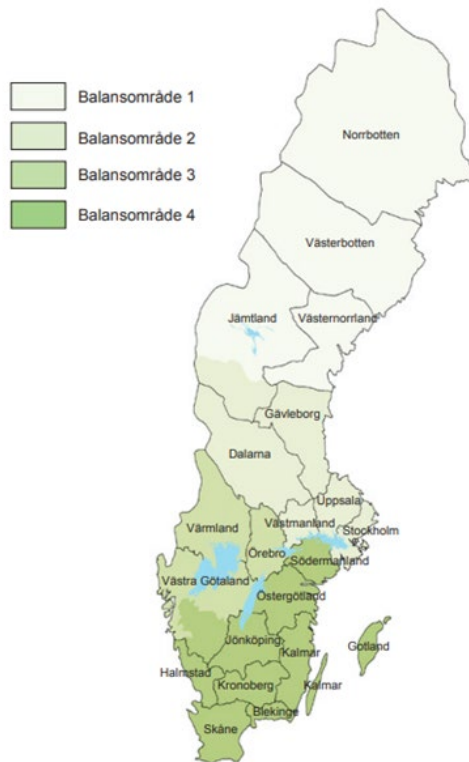 Balansområde 1
Balansområde 2
Balansområde 3
Balansområde 4
Norrbotten
Västerbotten
Jämtland
Västernorrland
Gävleborg
Dalarna
Uppsala
Västmanland
Stockholm
Värmland
Örebro
Södermanland
Västra Götaland
Östergötland
Jönköping
Gotland
Kalmar
Halmstad
Kronoberg
Kalmar
Blekinge
Skåne